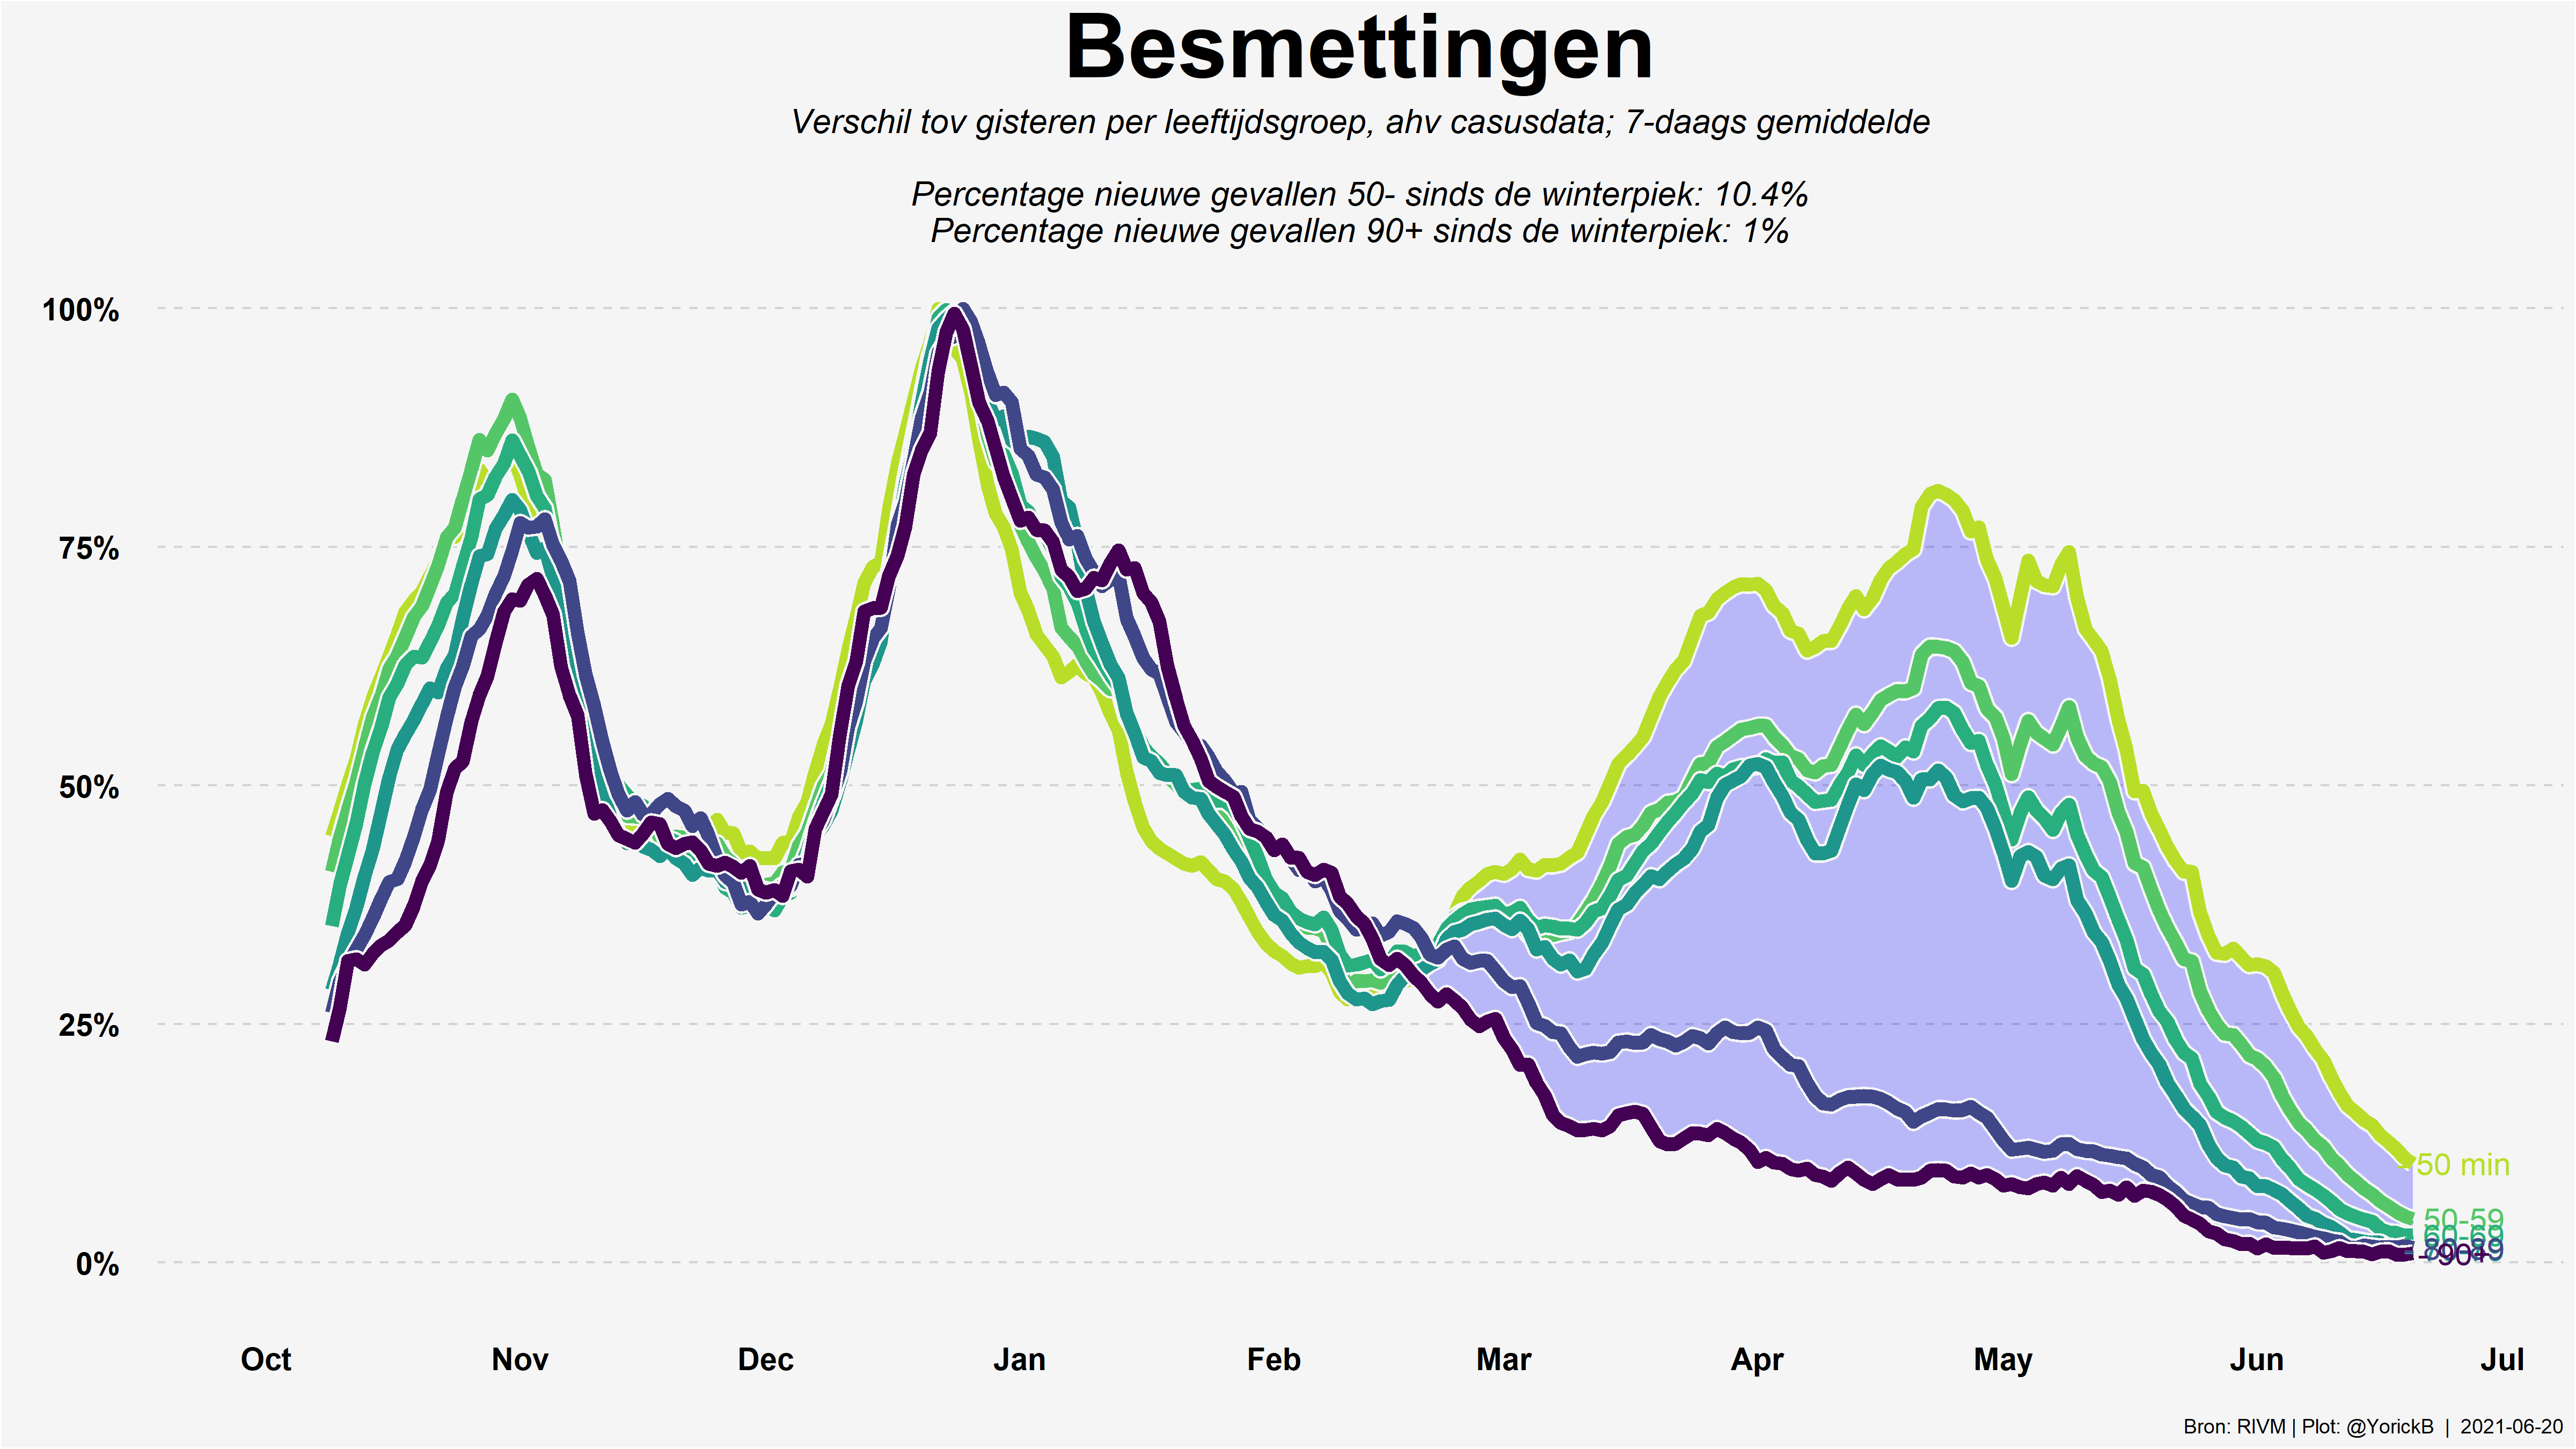 Besmettingen
Verschil tov gisteren per leeftijdsgroep, ahv casusdata; 7-daags gemiddelde
Percentage nieuwe gevallen 50- sinds de winterpiek: 10.4%
Percentage nieuwe gevallen 90+ sinds de winterpiek: 1%
100%
75%
50%
25%
0%
50 min
50-59
90+
Oct Nov Dec Jan Feb Mar Apr May Jun Jul
Bron: RIVM | Plot: @YorickB | 2021-06-20